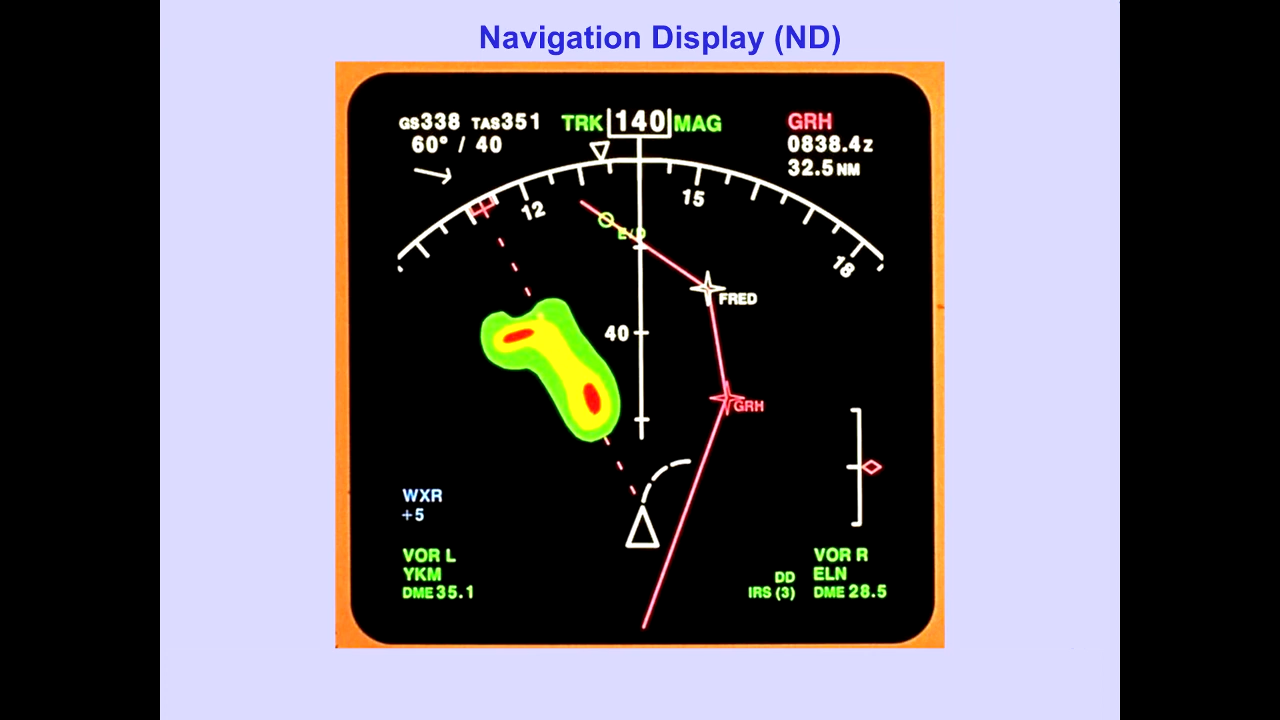 Navigation Display (ND)
GS338 TAS351
60° / 40
TRK 140 MAG
GRH
0838.4z
32.5 NM
12
15
18
E/D
FRED
40
GRH
WXR
+5
VOR L
YKM
DME 35.1
DD
IRS (3)
VOR R
ELN
DME 28.5